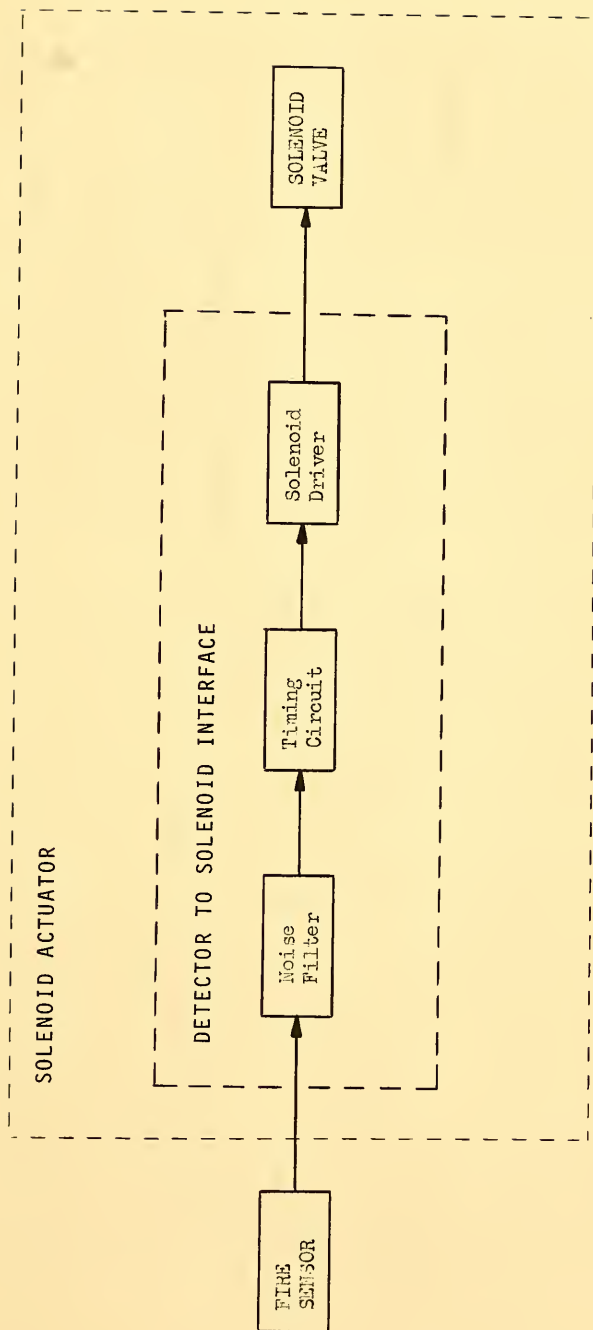 SOLENOID ACTUATOR
DETECTOR TO SOLENOID INTERFACE
FIRE
SENSOR
Noise
Filter
Timing
Circuit
Solenoid
Driver
SOLENOID
VALVE